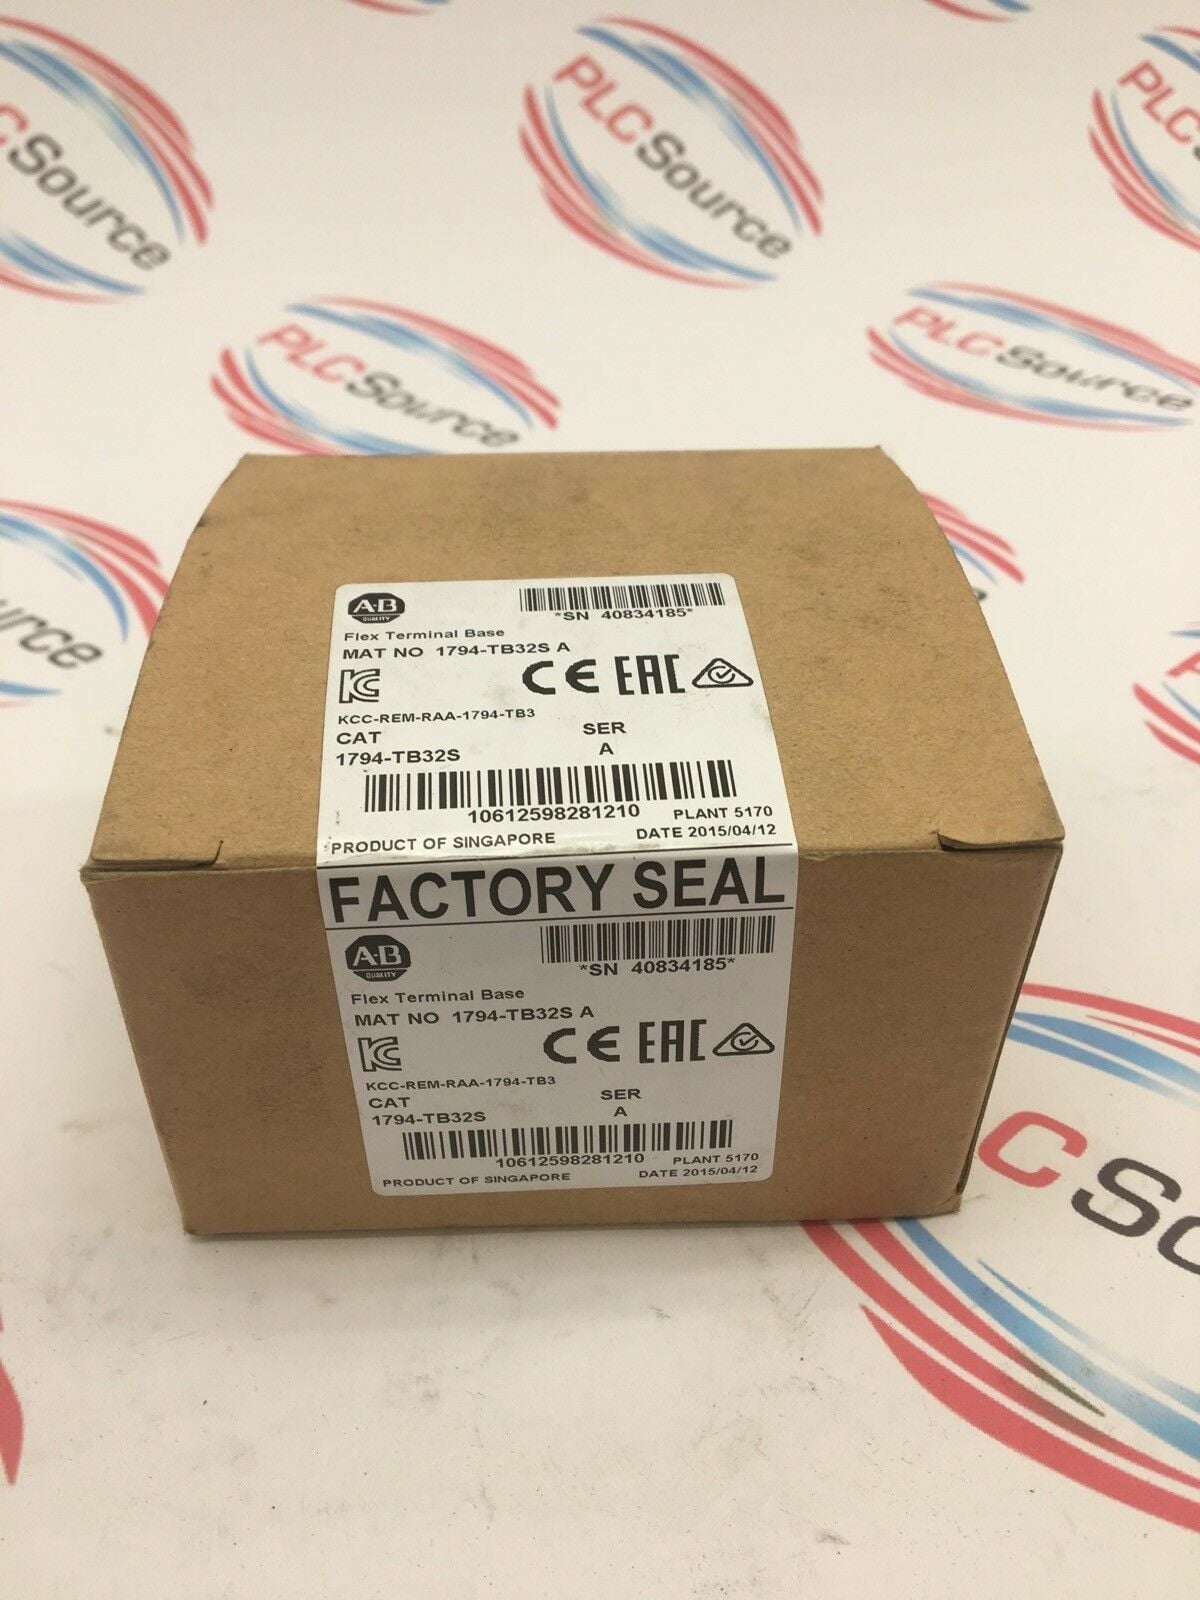 PLC Source
PLC Source
PLC Source
PLC Source
PLC Source
A-B
QUALITY
*SN 40834185*
Flex Terminal Base
MAT NO 1794-TB32S A
CE EAC
KC
KCC-REM-RAA-1794-TB3
CAT SER
1794-TB32S A
10612598281210 PLANT 5170
PRODUCT OF SINGAPORE DATE 2015/04/12
FACTORY SEAL
A-B
QUALITY
*SN 40834185*
Flex Terminal Base
MAT NO 1794-TB32S A
CE EAC
KC
KCC-REM-RAA-1794-TB3
CAT SER
1794-TB32S A
10612598281210 PLANT 5170
PRODUCT OF SINGAPORE DATE 2015/04/12